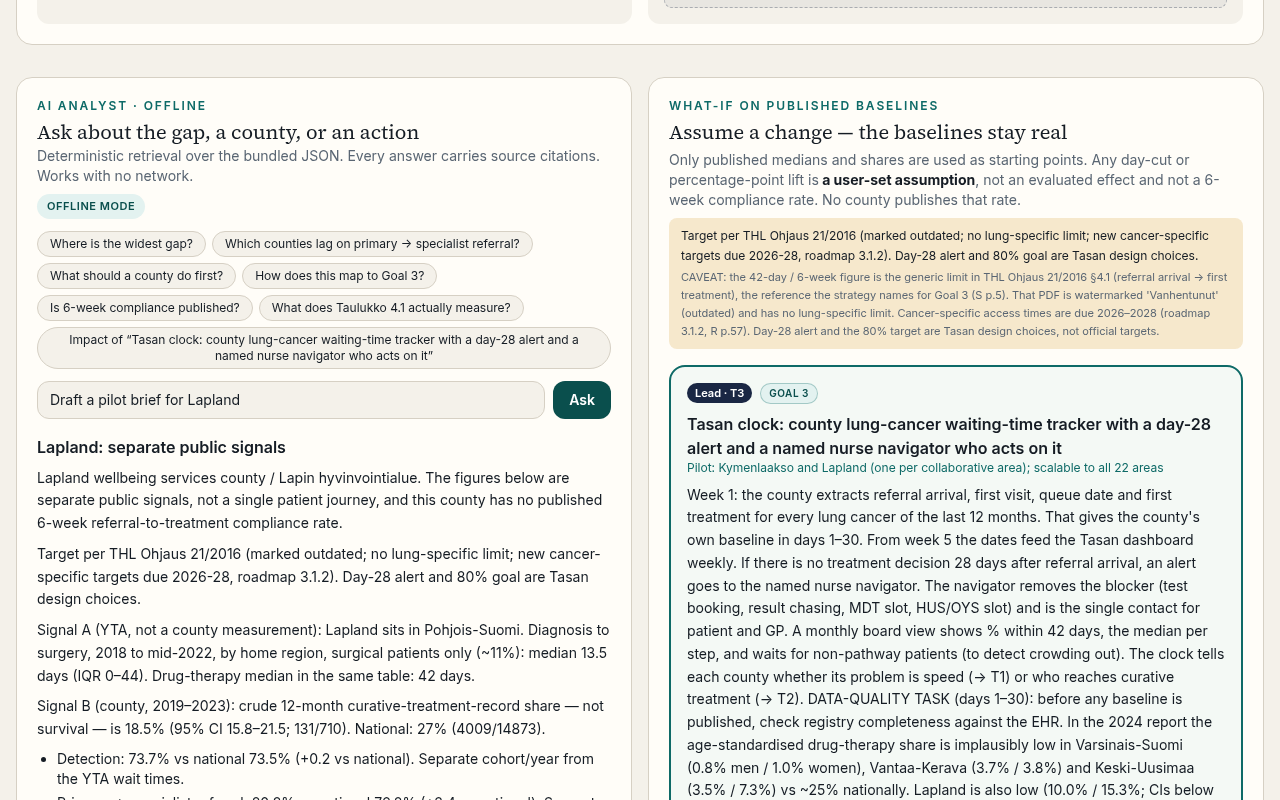 AI ANALYST · OFFLINE
Ask about the gap, a county, or an action
Deterministic retrieval over the bundled JSON. Every answer carries source citations.
Works with no network.
OFFLINE MODE
Where is the widest gap?
Which counties lag on primary → specialist referral?
What should a county do first?
How does this map to Goal 3?
Is 6-week compliance published?
What does Taulukko 4.1 actually measure?
Impact of “Tasan clock: county lung-cancer waiting-time tracker with a day-28 alert and a
named nurse navigator who acts on it”
Draft a pilot brief for Lapland
Ask
Lapland: separate public signals
Lapland wellbeing services county / Lapin hyvinvointialue. The figures below are
separate public signals, not a single patient journey, and this county has no published
6-week referral-to-treatment compliance rate.
Target per THL Ohjaus 21/2016 (marked outdated; no lung-specific limit; new cancer-
specific targets due 2026-28, roadmap 3.1.2). Day-28 alert and 80% goal are Tasan
design choices.
Signal A (YTA, not a county measurement): Lapland sits in Pohjois-Suomi. Diagnosis to
surgery, 2018 to mid-2022, by home region, surgical patients only (~11%): median 13.5
days (IQR 0–44). Drug-therapy median in the same table: 42 days.
Signal B (county, 2019–2023): crude 12-month curative-treatment-record share — not
survival — is 18.5% (95% CI 15.8–21.5; 131/710). National: 27% (4009/14873).
• Detection: 73.7% vs national 73.5% (+0.2 vs national). Separate cohort/year from
the YTA wait times.
WHAT-IF ON PUBLISHED BASELINES
Assume a change — the baselines stay real
Only published medians and shares are used as starting points. Any day-cut or
percentage-point lift is a user-set assumption, not an evaluated effect and not a 6-
week compliance rate. No county publishes that rate.
Target per THL Ohjaus 21/2016 (marked outdated; no lung-specific limit; new cancer-specific
targets due 2026-28, roadmap 3.1.2). Day-28 alert and 80% goal are Tasan design choices.
CAVEAT: the 42-day / 6-week figure is the generic limit in THL Ohjaus 21/2016 §4.1 (referral arrival → first
treatment), the reference the strategy names for Goal 3 (S p.5). That PDF is watermarked 'Vanhentunut'
(outdated) and has no lung-specific limit. Cancer-specific access times are due 2026–2028 (roadmap
3.1.2, R p.57). Day-28 alert and the 80% target are Tasan design choices, not official targets.
Lead · T3
GOAL 3
Tasan clock: county lung-cancer waiting-time tracker with a day-28
alert and a named nurse navigator who acts on it
Pilot: Kymenlaakso and Lapland (one per collaborative area); scalable to all 22 areas
Week 1: the county extracts referral arrival, first visit, queue date and first
treatment for every lung cancer of the last 12 months. That gives the county's
own baseline in days 1–30. From week 5 the dates feed the Tasan dashboard
weekly. If there is no treatment decision 28 days after referral arrival, an alert
goes to the named nurse navigator. The navigator removes the blocker (test
booking, result chasing, MDT slot, HUS/OYS slot) and is the single contact for
patient and GP. A monthly board view shows % within 42 days, the median per
step, and waits for non-pathway patients (to detect crowding out). The clock tells
each county whether its problem is speed (→ T1) or who reaches curative
treatment (→ T2). DATA-QUALITY TASK (days 1–30): before any baseline is
published, check registry completeness against the EHR. In the 2024 report the
age-standardised drug-therapy share is implausibly low in Varsinais-Suomi
(0.8% men / 1.0% women), Vantaa-Kerava (3.7% / 3.8%) and Keski-Uusimaa
(3.5% / 7.3%) vs ~25% nationally. Lapland is also low (10.0% / 15.3%; CIs below